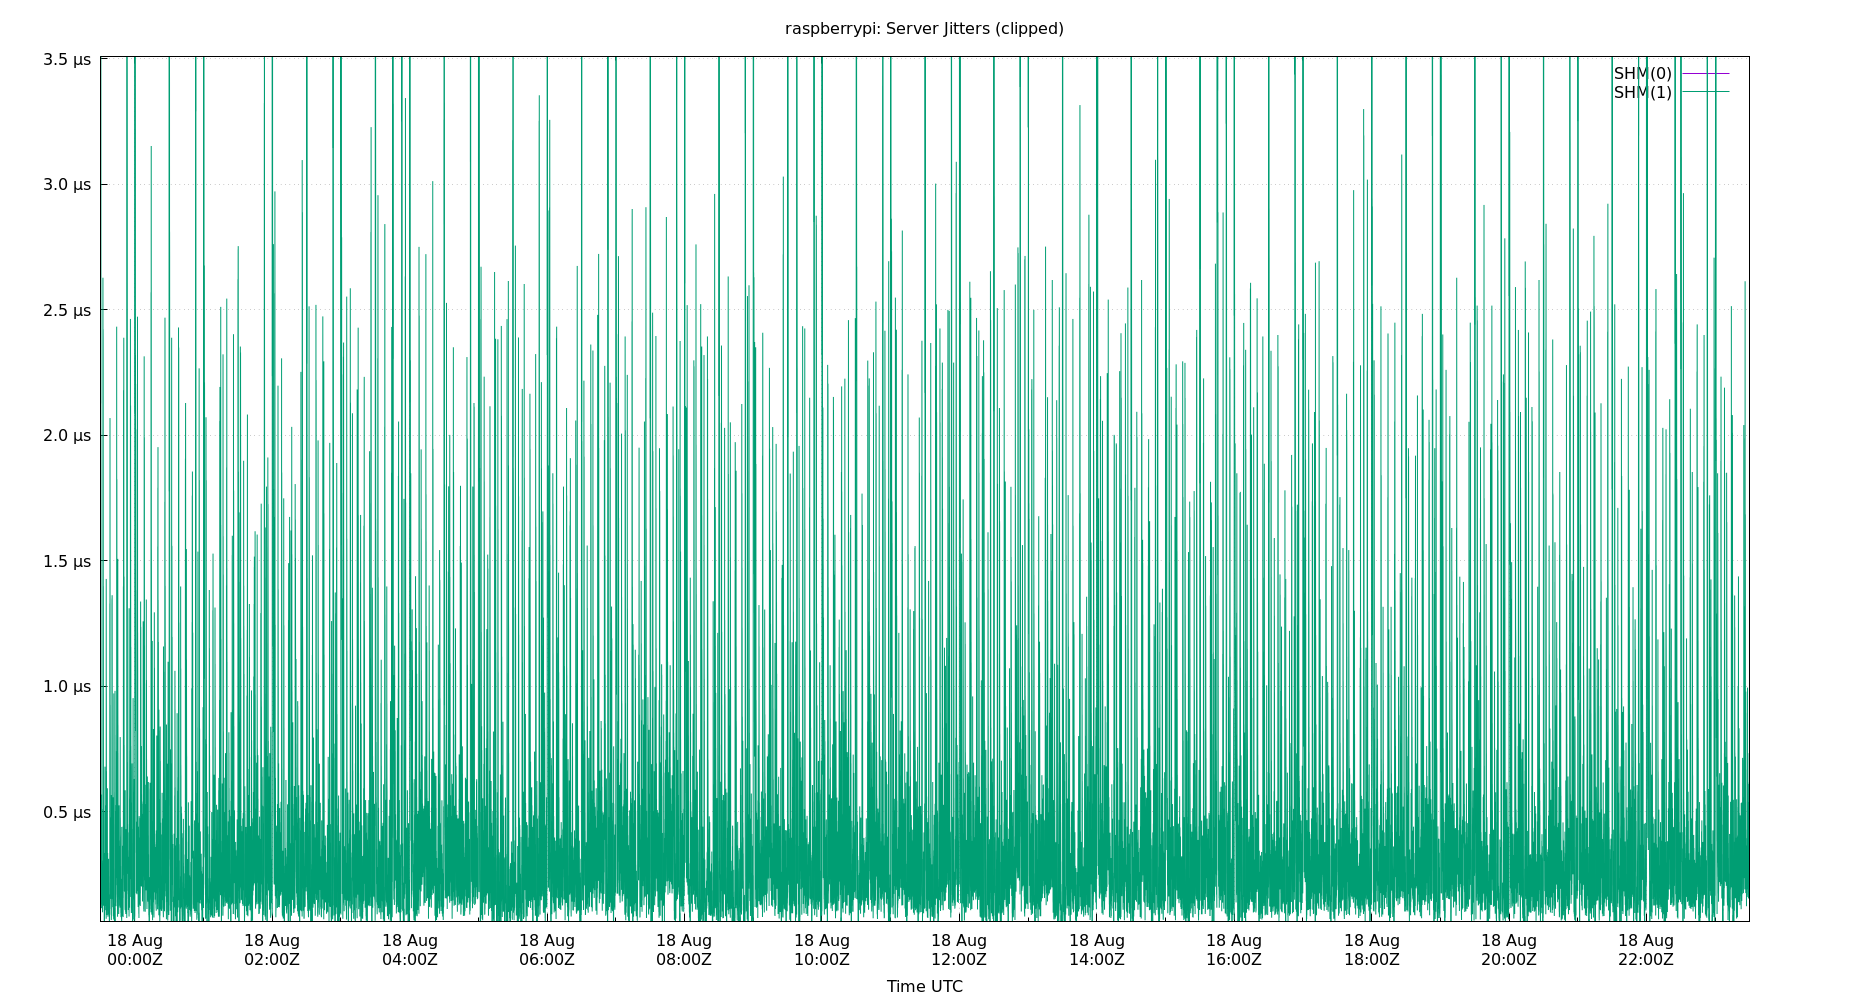 raspberrypi: Server Jitters (clipped)
3.5 µs
3.0 µs
2.5 µs
2.0 µs
1.5 µs
1.0 µs
0.5 µs
SHM(0)
SHM(1)
18 Aug 18 Aug 18 Aug 18 Aug 18 Aug 18 Aug 18 Aug 18 Aug 18 Aug 18 Aug 18 Aug 18 Aug
00:00Z 02:00Z 04:00Z 06:00Z 08:00Z 10:00Z 12:00Z 14:00Z 16:00Z 18:00Z 20:00Z 22:00Z
Time UTC